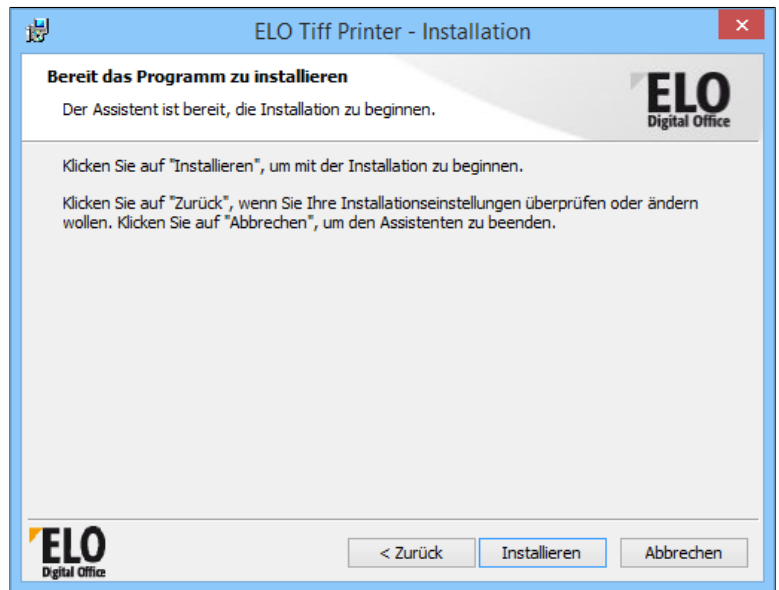 ELO Tiff Printer - Installation
Bereit das Programm zu installieren
Der Assistent ist bereit, die Installation zu beginnen.
ELO
Digital Office
Klicken Sie auf "Installieren", um mit der Installation zu beginnen.
Klicken Sie auf "Zurück", wenn Sie Ihre Installationseinstellungen überprüfen oder ändern
wollen. Klicken Sie auf "Abbrechen", um den Assistenten zu beenden.
ELO
Digital Office
< Zurück
Installieren
Abbrechen